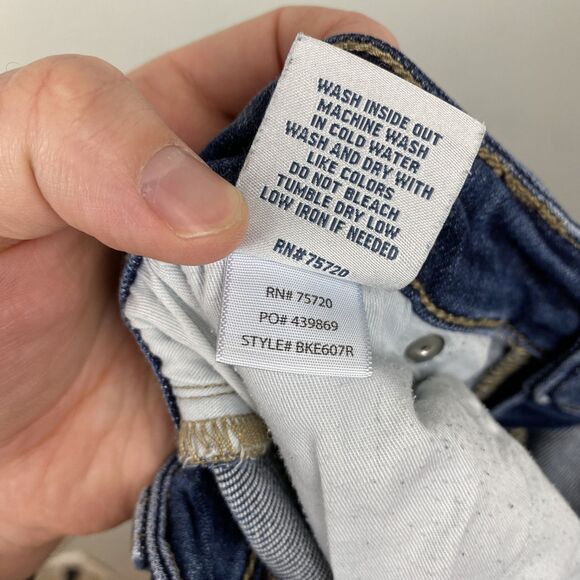 WASH INSIDE OUT
MACHINE WASH
IN COLD WATER
WASH AND DRY WITH
LIKE COLORS
DO NOT BLEACH
TUMBLE DRY LOW
LOW IRON IF NEEDED
RN# 75720
RN# 75720
PO# 439869
STYLE# BKE607R